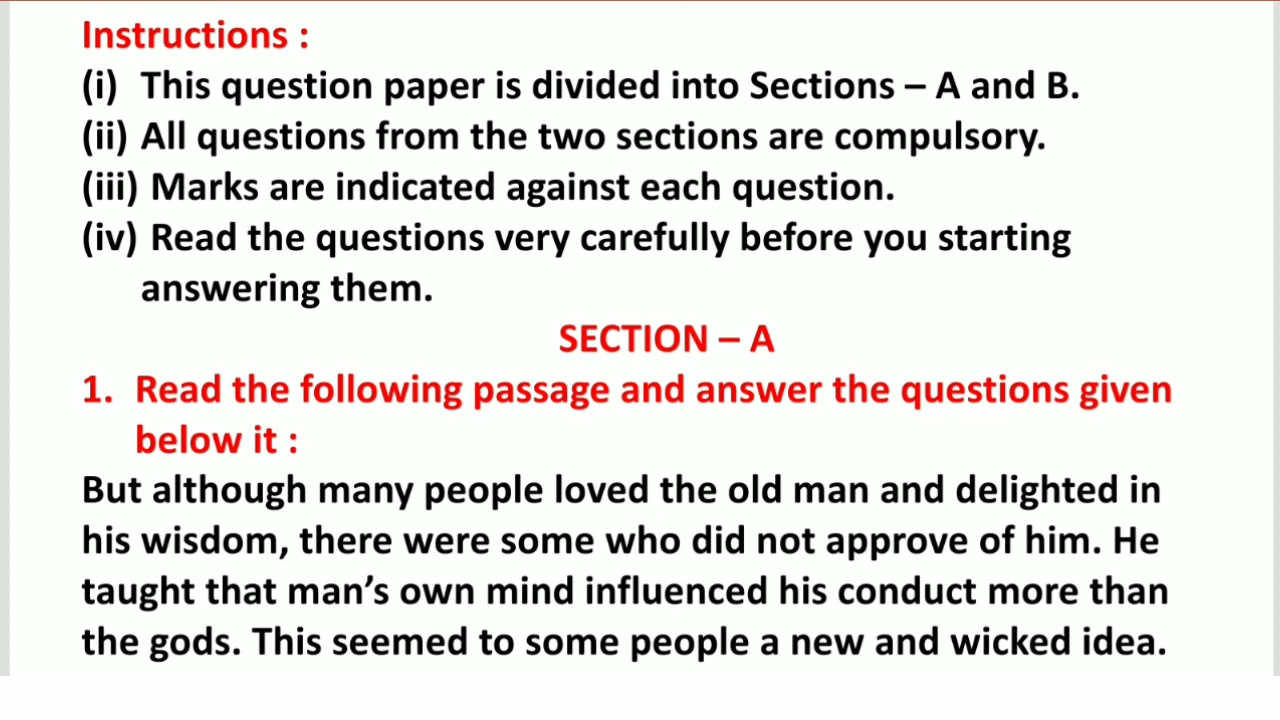 Instructions :
(i) This question paper is divided into Sections – A and B.
(ii) All questions from the two sections are compulsory.
(iii) Marks are indicated against each question.
(iv) Read the questions very carefully before you starting
answering them.
SECTION – A
1. Read the following passage and answer the questions given
below it :
But although many people loved the old man and delighted in
his wisdom, there were some who did not approve of him. He
taught that man’s own mind influenced his conduct more than
the gods. This seemed to some people a new and wicked idea.